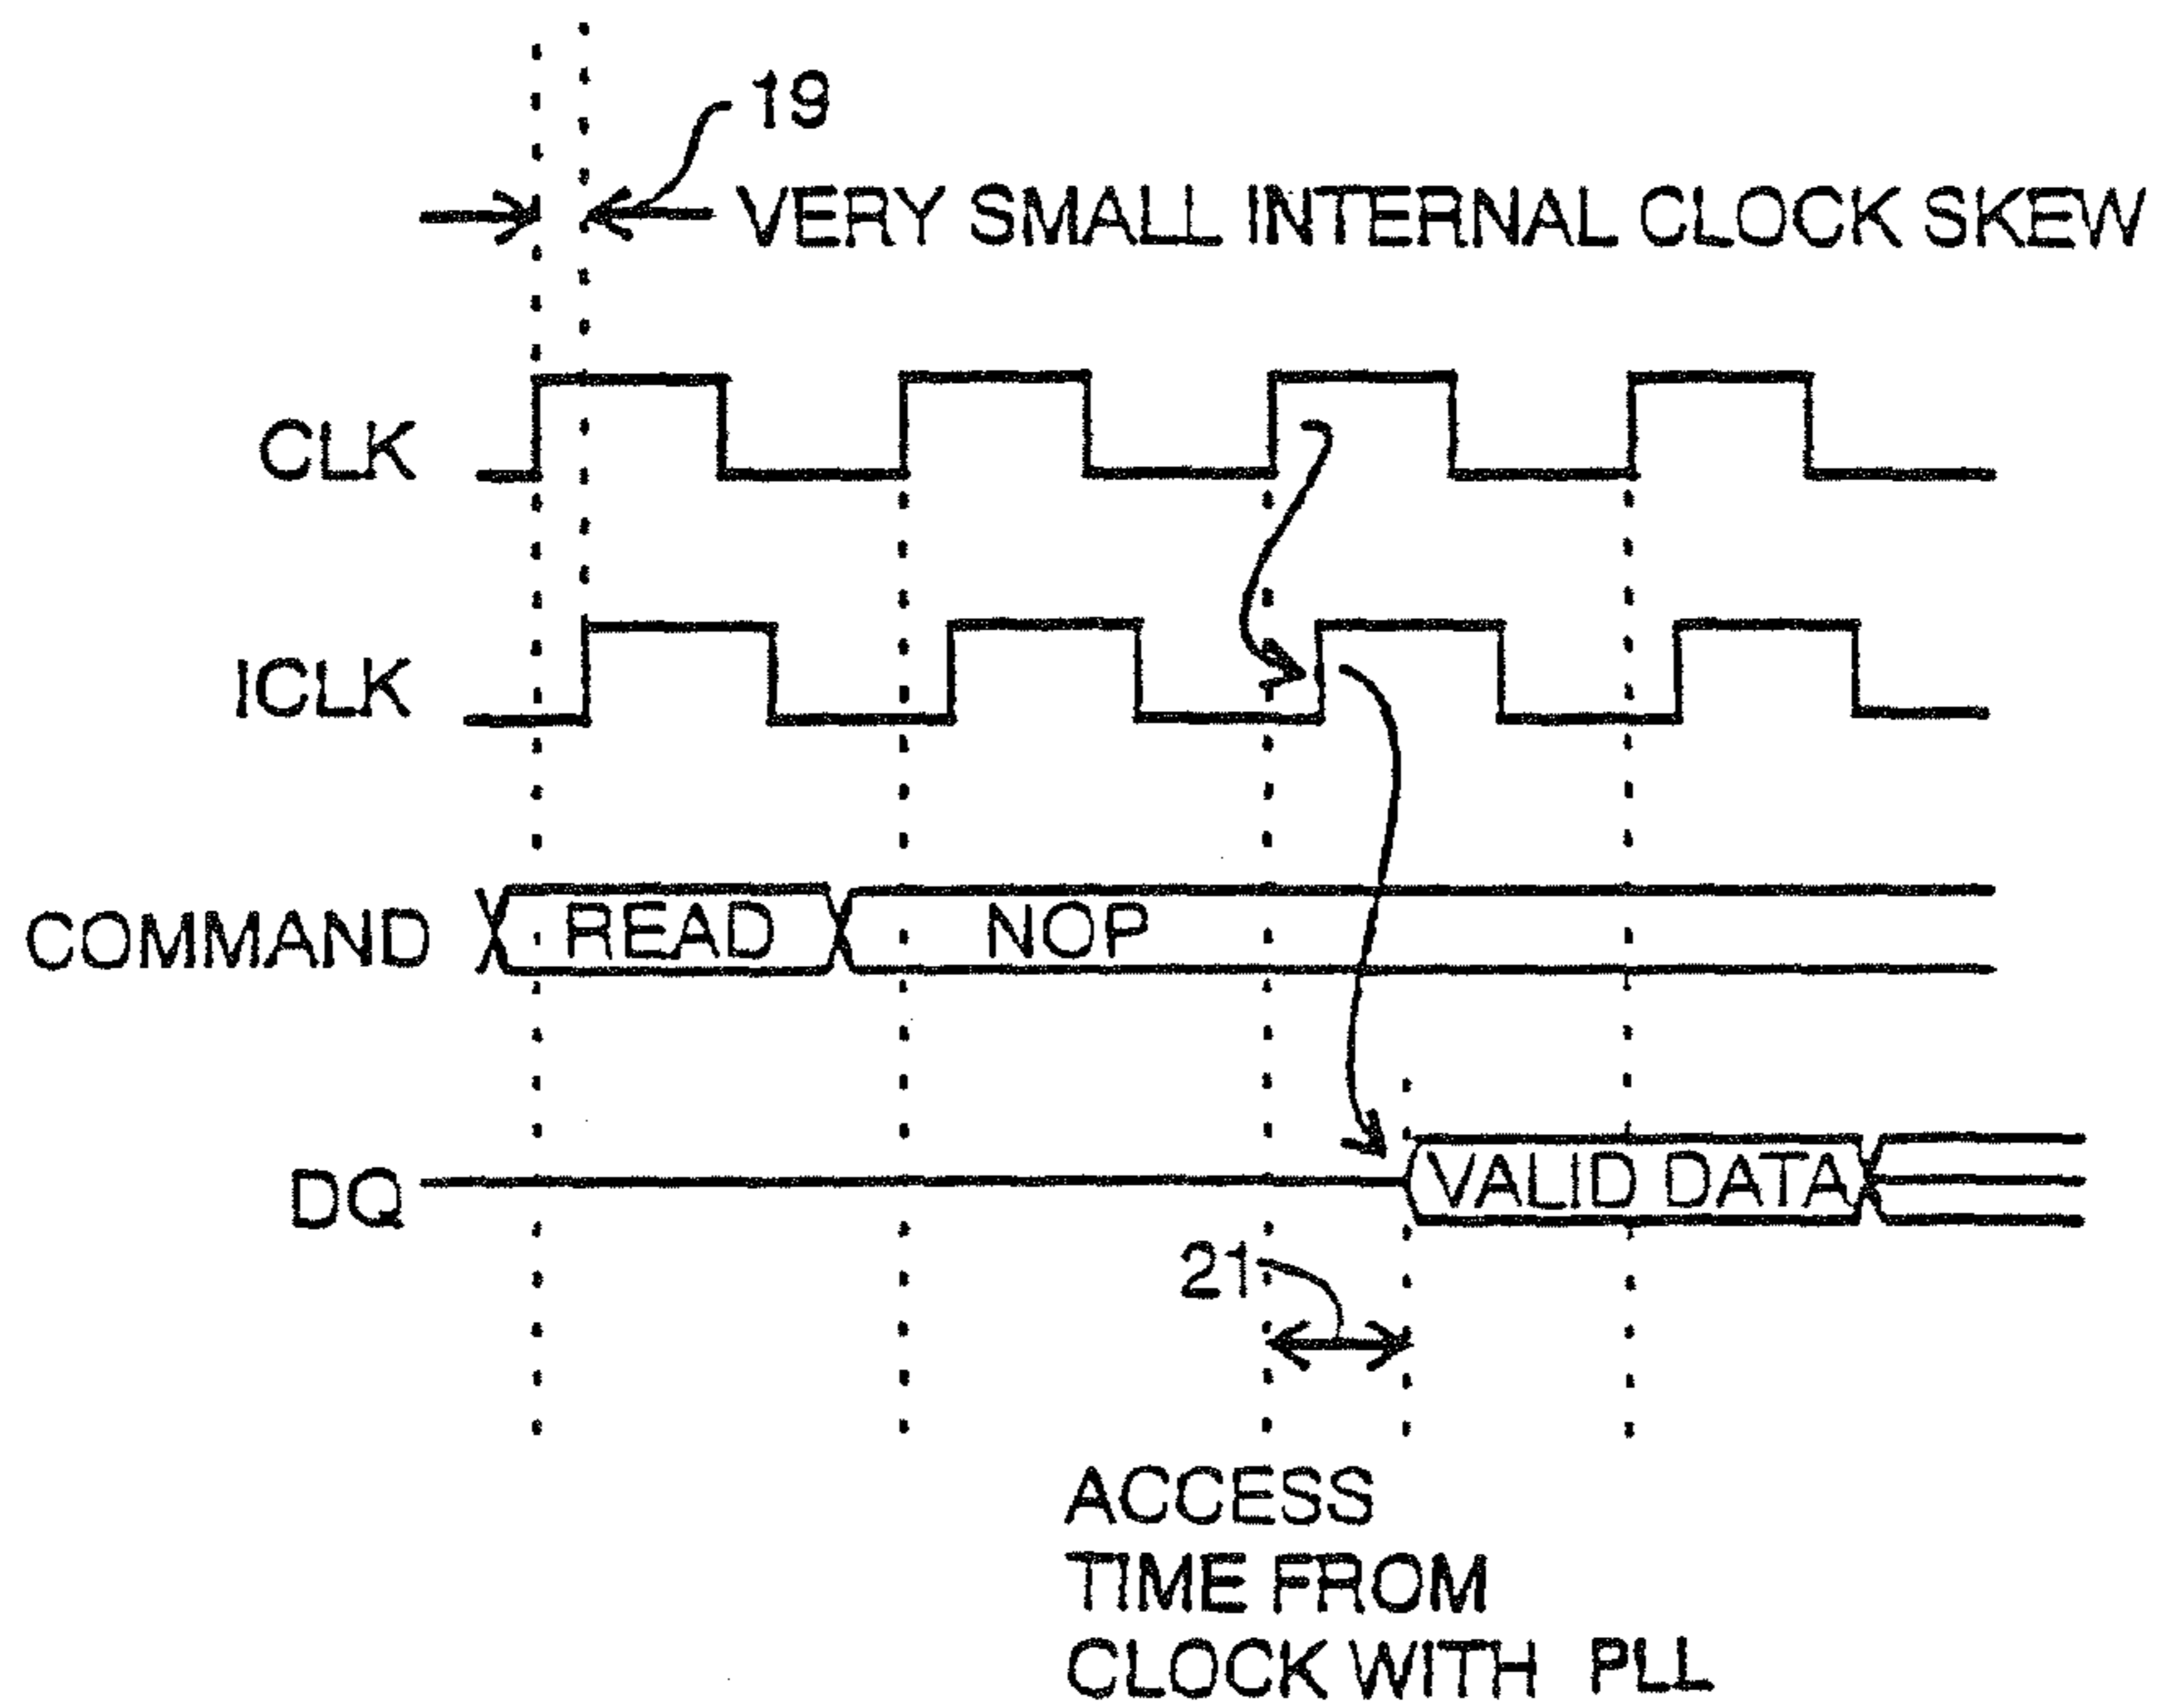 19
VERY SMALL INTERNAL CLOCK SKEW
CLK
ICLK
COMMAND READ NOP
DQ VALID DATA
21
ACCESS
TIME FROM
CLOCK WITH PLL